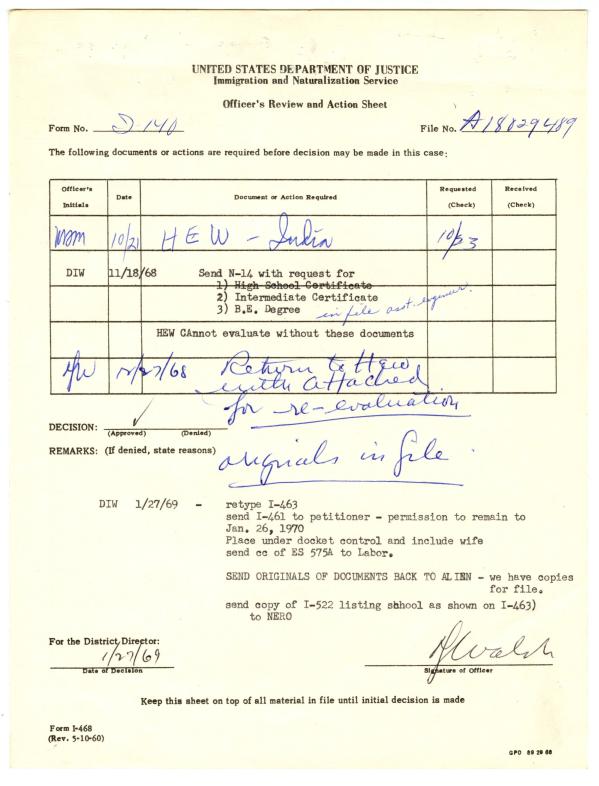 UNITED STATES DEPARTMENT OF JUSTICE
Immigration and Naturalization Service
Officer's Review and Action Sheet
Form No. D 140 File No. A18029489
The following documents or actions are required before decision may be made in this case:
Officer's Initials Date Document or Action Required Requested (Check) Received (Check)
10/21 HEW - India 10/23
DIW 11/18/68 Send N-14 with request for
1) High School Certificate
2) Intermediate Certificate
3) B.E. Degree in file asst. engineer.
HEW CAnnot evaluate without these documents
12/27/68 Return to Hew
with attached
for re-evaluation
DECISION: ✓
(Approved) (Denied)
REMARKS: (If denied, state reasons)
originals in file.
DIW 1/27/69 - retype I-463
send I-461 to petitioner - permission to remain to
Jan. 26, 1970
Place under docket control and include wife
send cc of ES 575A to Labor.
SEND ORIGINALS OF DOCUMENTS BACK TO ALIEN - we have copies
for file.
send copy of I-522 listing school as shown on I-463)
to NERO
For the District Director:
1/27/69
Date of Decision
DIWalsh
Signature of Officer
Keep this sheet on top of all material in file until initial decision is made
Form I-468
(Rev. 5-10-60)
GPO 89 29 68